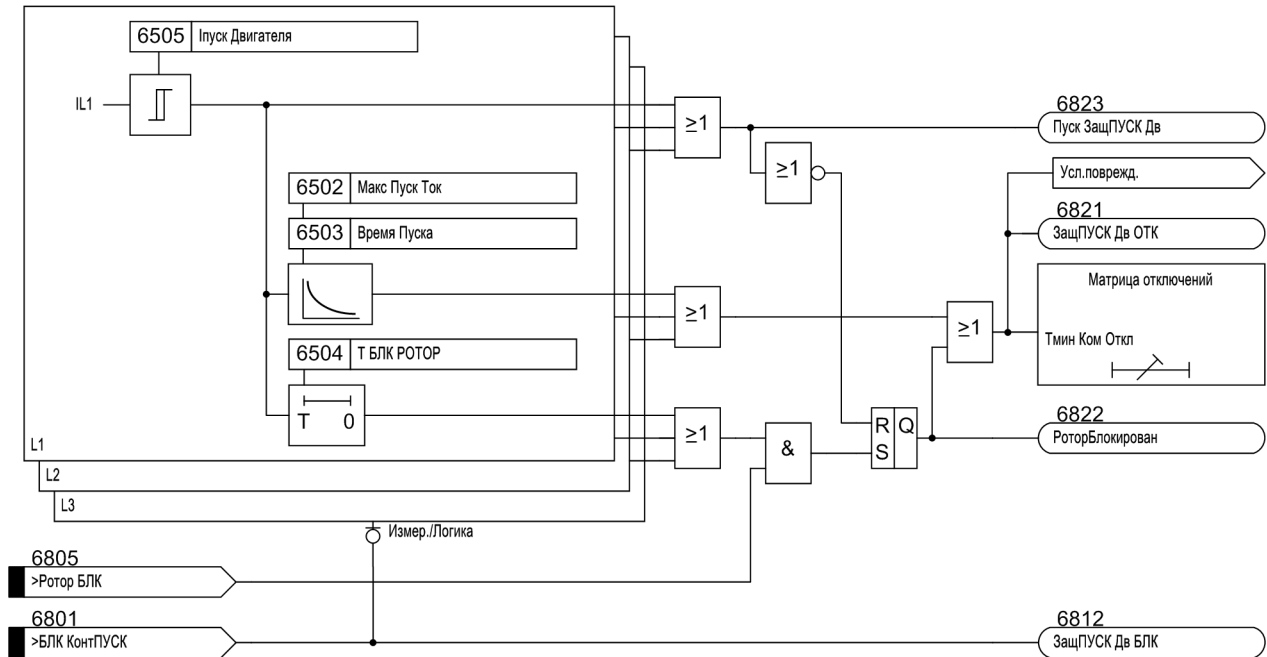 6505 Iпуск Двигателя
IL1
6502 Макс Пуск Ток
6503 Время Пуска
6504 Т БЛК РОТОР
T 0
L1
L2
L3
≥1
≥1
≥1
≥1
&
≥1
R Q
S
6823
Пуск ЗащПУСК Дв
Усл.поврежд.
6821
ЗащПУСК Дв ОТК
Матрица отключений
Тмин Ком Откл
6822
РоторБлокирован
Измер./Логика
6805
>Ротор БЛК
6801
>БЛК КонтПУСК
6812
ЗащПУСК Дв БЛК